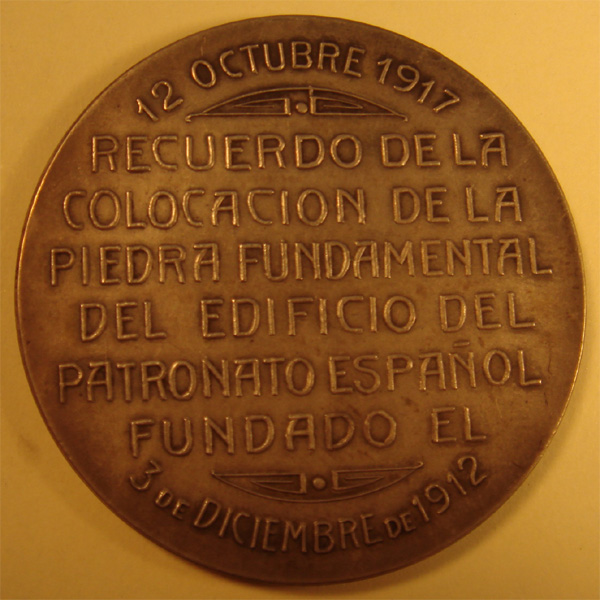 12 OCTUBRE 1917
RECUERDO DE LA
COLOCACION DE LA
PIEDRA FUNDAMENTAL
DEL EDIFICIO DEL
PATRONATO ESPAÑOL
FUNDADO EL
3 DE DICIEMBRE DE 1912